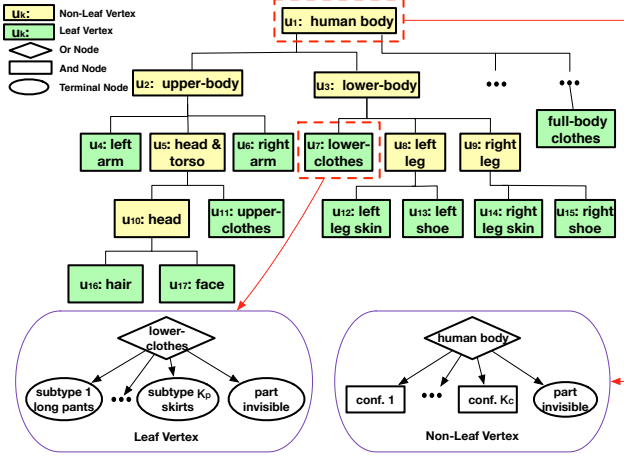 uk: Non-Leaf Vertex
uk: Leaf Vertex
Or Node
And Node
Terminal Node
u1: human body
u2: upper-body
u3: lower-body
••• •••
u4: left arm
u5: head & torso
u6: right arm
u7: lower-clothes
u8: left leg
u9: right leg
full-body clothes
u10: head
u11: upper-clothes
u12: left leg skin
u13: left shoe
u14: right leg skin
u15: right shoe
u16: hair
u17: face
lower-clothes
subtype 1 long pants
•••
subtype Kp skirts
part invisible
Leaf Vertex
human body
conf. 1
•••
conf. Kc
part invisible
Non-Leaf Vertex